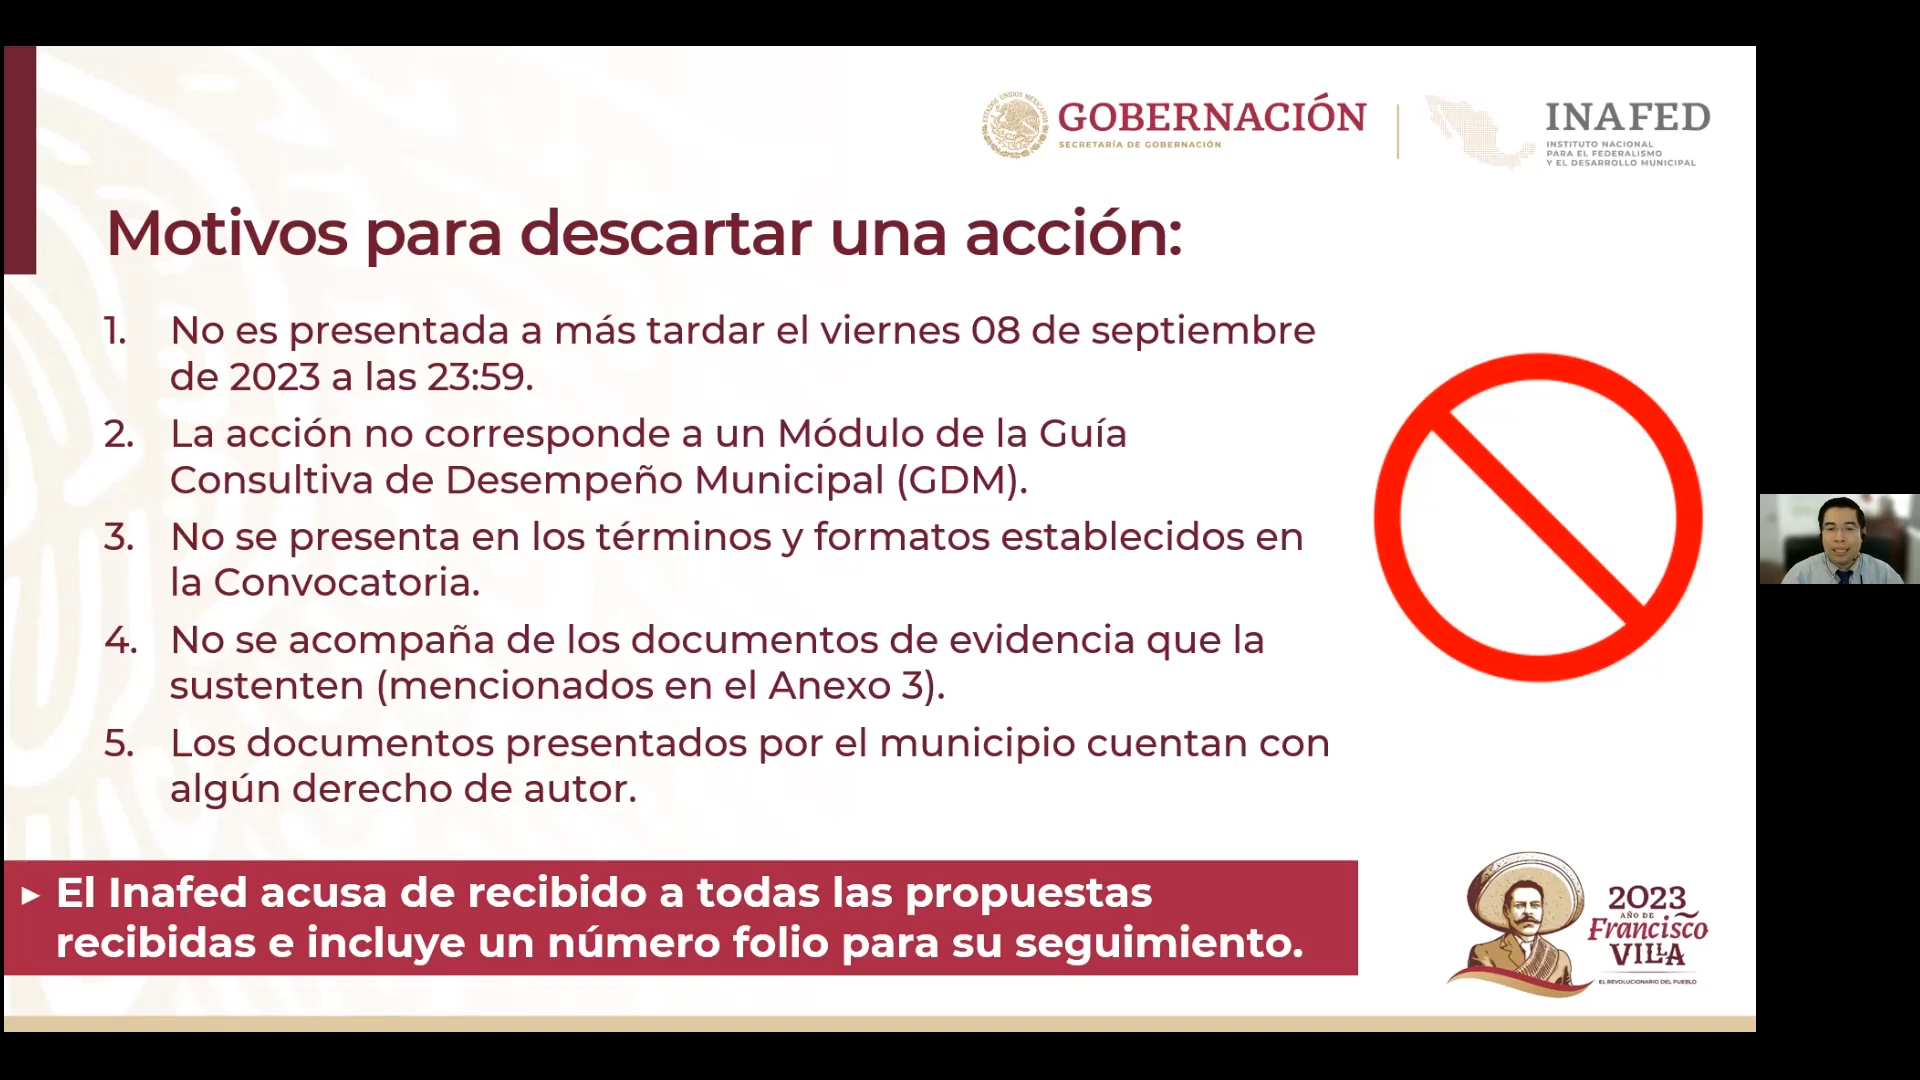 GOBERNACIÓN
SECRETARÍA DE GOBERNACIÓN
INAFED
INSTITUTO NACIONAL
PARA EL FEDERALISMO
Y EL DESARROLLO MUNICIPAL
Motivos para descartar una acción:
1. No es presentada a más tardar el viernes 08 de septiembre
de 2023 a las 23:59.
2. La acción no corresponde a un Módulo de la Guía
Consultiva de Desempeño Municipal (GDM).
3. No se presenta en los términos y formatos establecidos en
la Convocatoria.
4. No se acompaña de los documentos de evidencia que la
sustenten (mencionados en el Anexo 3).
5. Los documentos presentados por el municipio cuentan con
algún derecho de autor.
▸ El Inafed acusa de recibido a todas las propuestas
recibidas e incluye un número folio para su seguimiento.
2023
AÑO DE
Francisco
VILLA
EL REVOLUCIONARIO DEL PUEBLO
ESTADOS UNIDOS MEXICANOS